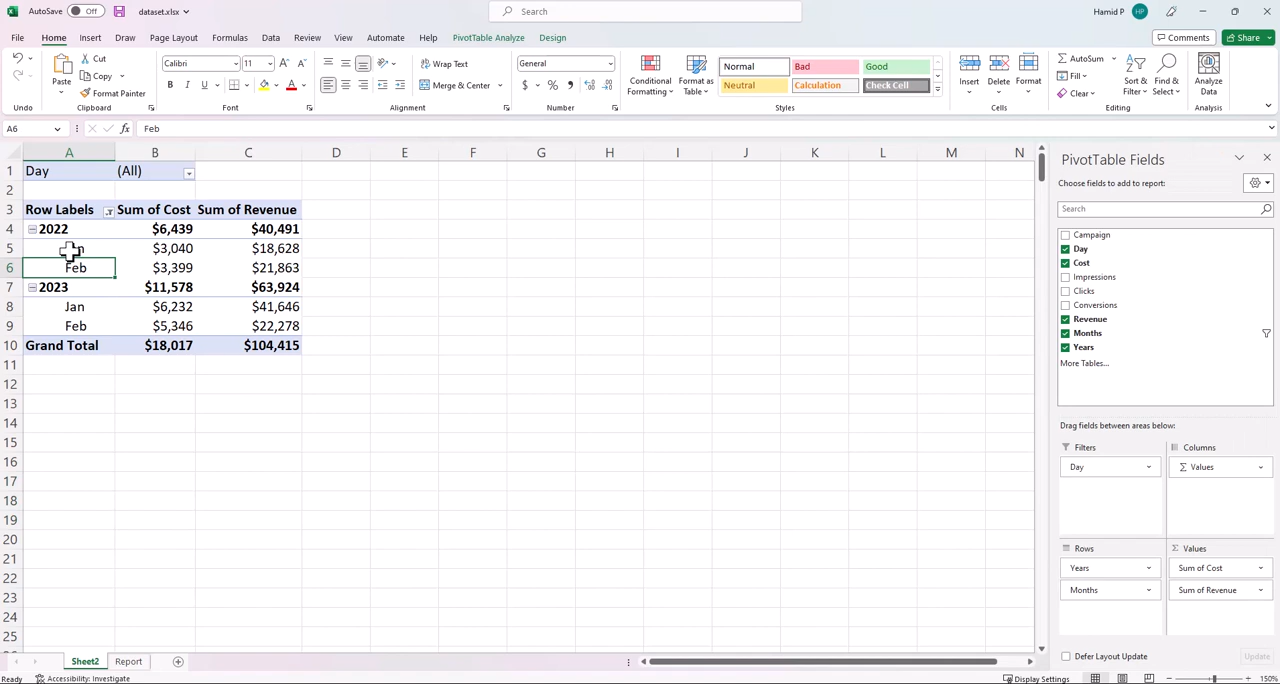 AutoSave Off dataset.xlsx Search Hamid P HP
File Home Insert Draw Page Layout Formulas Data Review View Automate Help PivotTable Analyze Design Comments Share
Undo
Paste
Cut
Copy
Format Painter
Clipboard
Calibri 11
B I U
Font
Wrap Text
Merge & Center
Alignment
General
$ % ,
Number
Conditional Formatting
Format as Table
Normal Bad Good
Neutral Calculation Check Cell
Styles
Insert Delete Format
Cells
AutoSum
Fill
Clear
Sort & Filter
Find & Select
Editing
Analyze Data
Analysis
A6 fx Feb
A B C D E F G H I J K L M N
1 Day (All)
2
3 Row Labels Sum of Cost Sum of Revenue
4 2022 $6,439 $40,491
5 $3,040 $18,628
6 Feb $3,399 $21,863
7 2023 $11,578 $63,924
8 Jan $6,232 $41,646
9 Feb $5,346 $22,278
10 Grand Total $18,017 $104,415
11
12
13
14
15
16
17
18
19
20
21
22
23
24
25
PivotTable Fields
Choose fields to add to report:
Search
Campaign
Day
Cost
Impressions
Clicks
Conversions
Revenue
Months
Years
More Tables...
Drag fields between areas below:
Filters
Day
Columns
Σ Values
Rows
Years
Months
Σ Values
Sum of Cost
Sum of Revenue
Defer Layout Update Update
Sheet2 Report
Ready Accessibility: Investigate Display Settings 150%